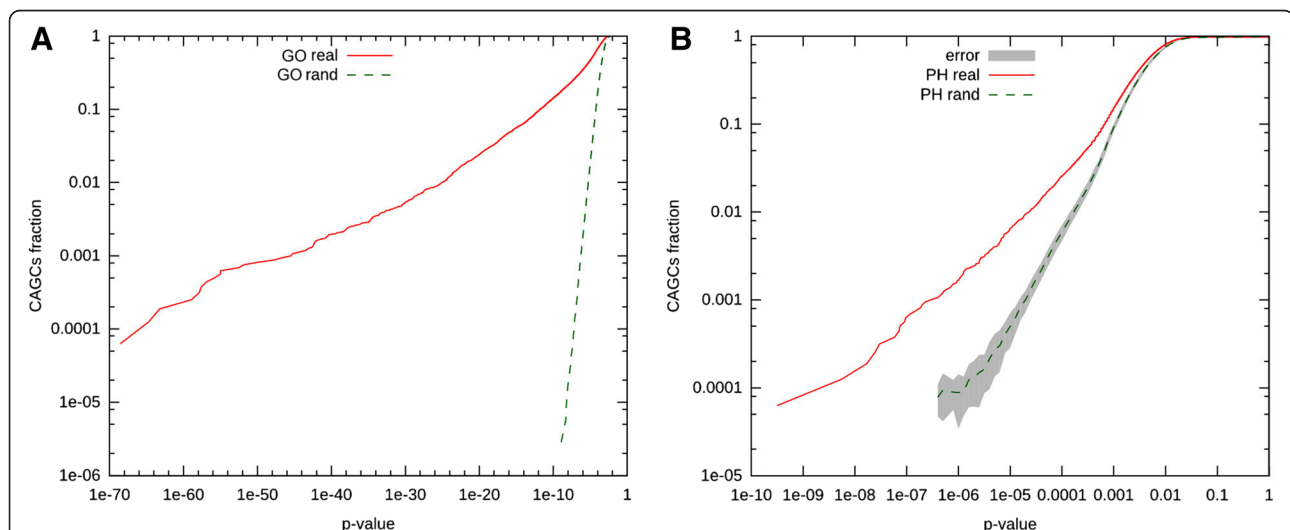 A
GO real
GO rand
1
0.1
0.01
0.001
0.0001
1e-05
1e-06
CAGCs fraction
1e-70 1e-60 1e-50 1e-40 1e-30 1e-20 1e-10 1
p-value
B
error
PH real
PH rand
1
0.1
0.01
0.001
0.0001
1e-05
CAGCs fraction
1e-10 1e-09 1e-08 1e-07 1e-06 1e-05 0.0001 0.001 0.01 0.1 1
p-value